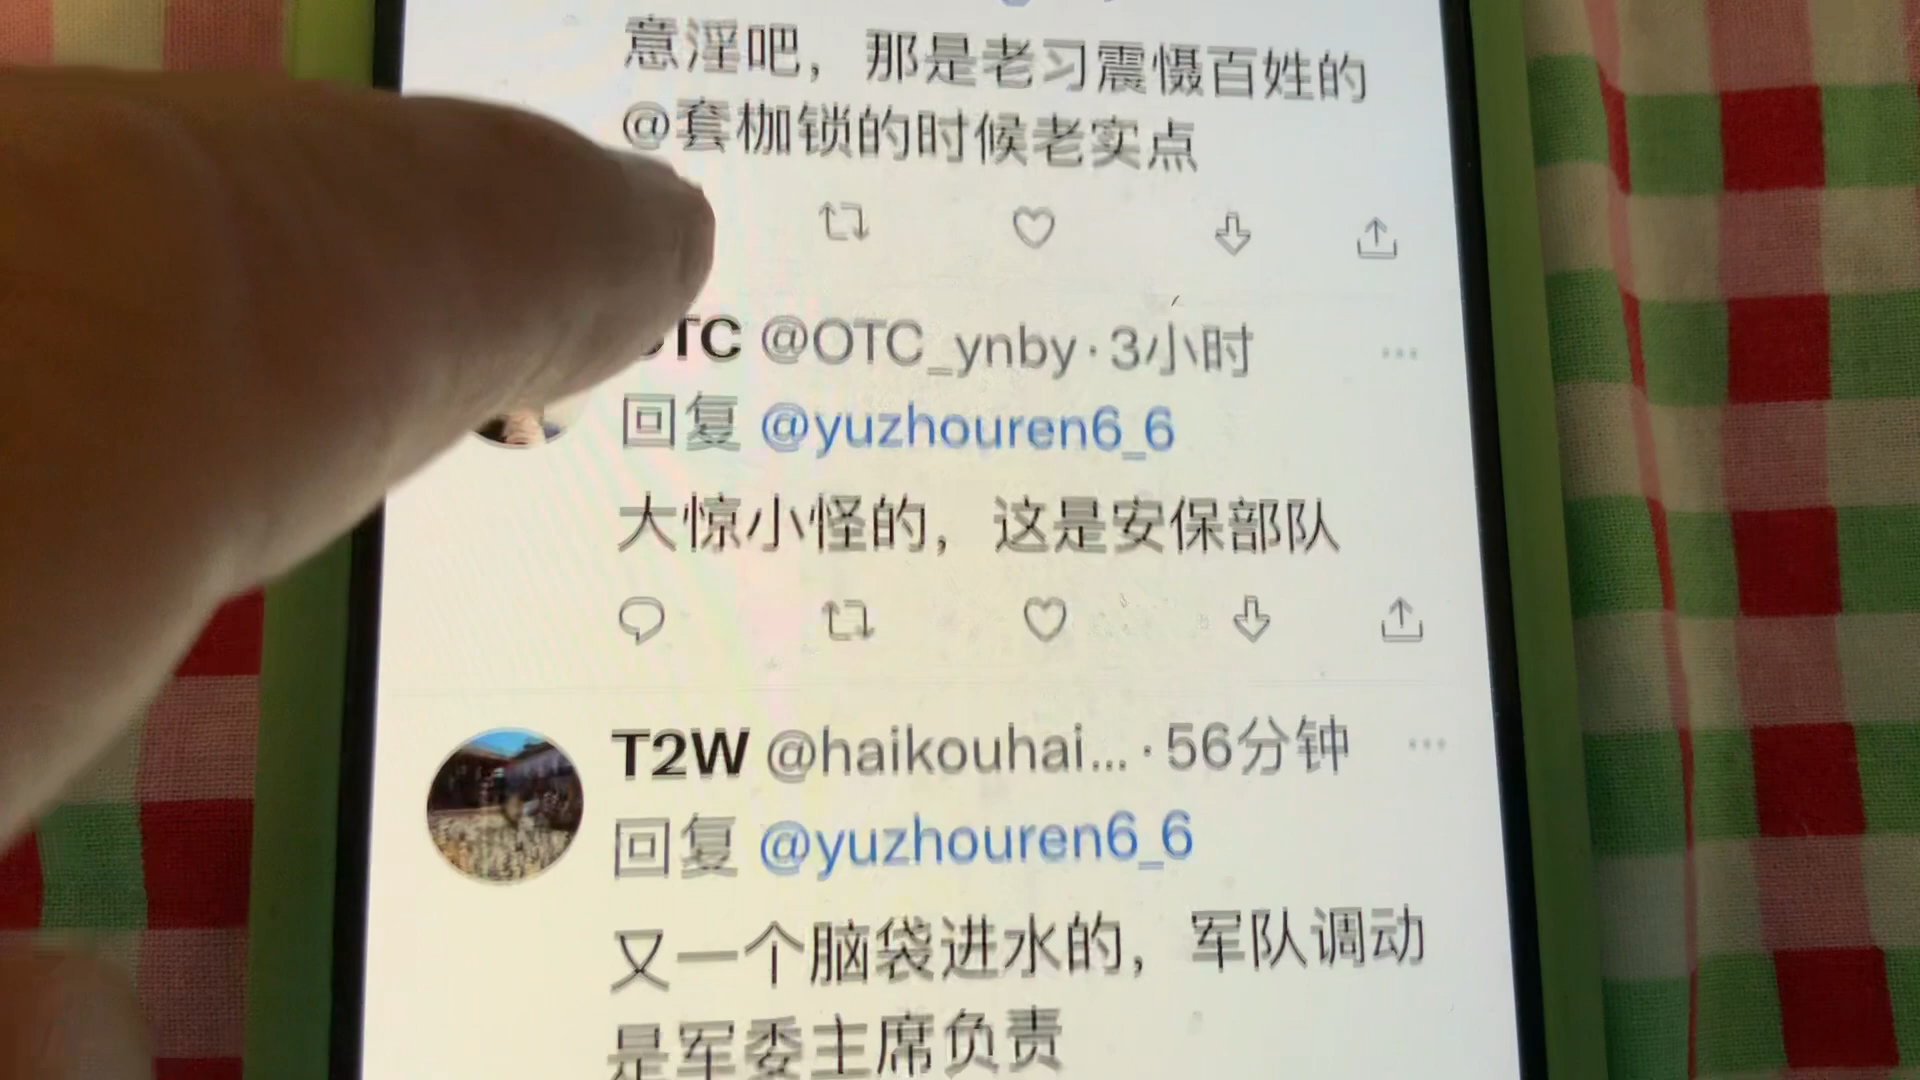 意淫吧，那是老习震慑百姓的
@套枷锁的时候老实点
OTC @OTC_ynby · 3小时
回复 @yuzhouren6_6
大惊小怪的，这是安保部队
T2W @haikouhai... · 56分钟
回复 @yuzhouren6_6
又一个脑袋进水的，军队调动
是军委主席负责